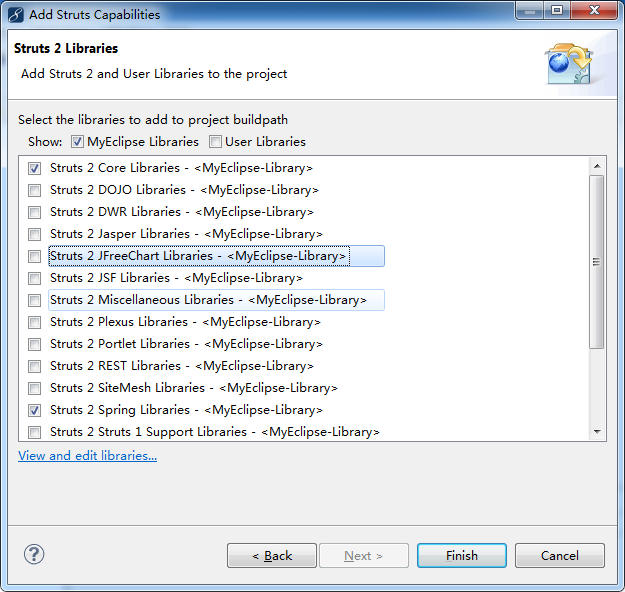 Add Struts Capabilities
Struts 2 Libraries
Add Struts 2 and User Libraries to the project
Select the libraries to add to project buildpath
Show: MyEclipse Libraries User Libraries
Struts 2 Core Libraries - <MyEclipse-Library>
Struts 2 DOJO Libraries - <MyEclipse-Library>
Struts 2 DWR Libraries - <MyEclipse-Library>
Struts 2 Jasper Libraries - <MyEclipse-Library>
Struts 2 JFreeChart Libraries - <MyEclipse-Library>
Struts 2 JSF Libraries - <MyEclipse-Library>
Struts 2 Miscellaneous Libraries - <MyEclipse-Library>
Struts 2 Plexus Libraries - <MyEclipse-Library>
Struts 2 Portlet Libraries - <MyEclipse-Library>
Struts 2 REST Libraries - <MyEclipse-Library>
Struts 2 SiteMesh Libraries - <MyEclipse-Library>
Struts 2 Spring Libraries - <MyEclipse-Library>
Struts 2 Struts 1 Support Libraries - <MyEclipse-Library>
View and edit libraries...
? < Back Next > Finish Cancel